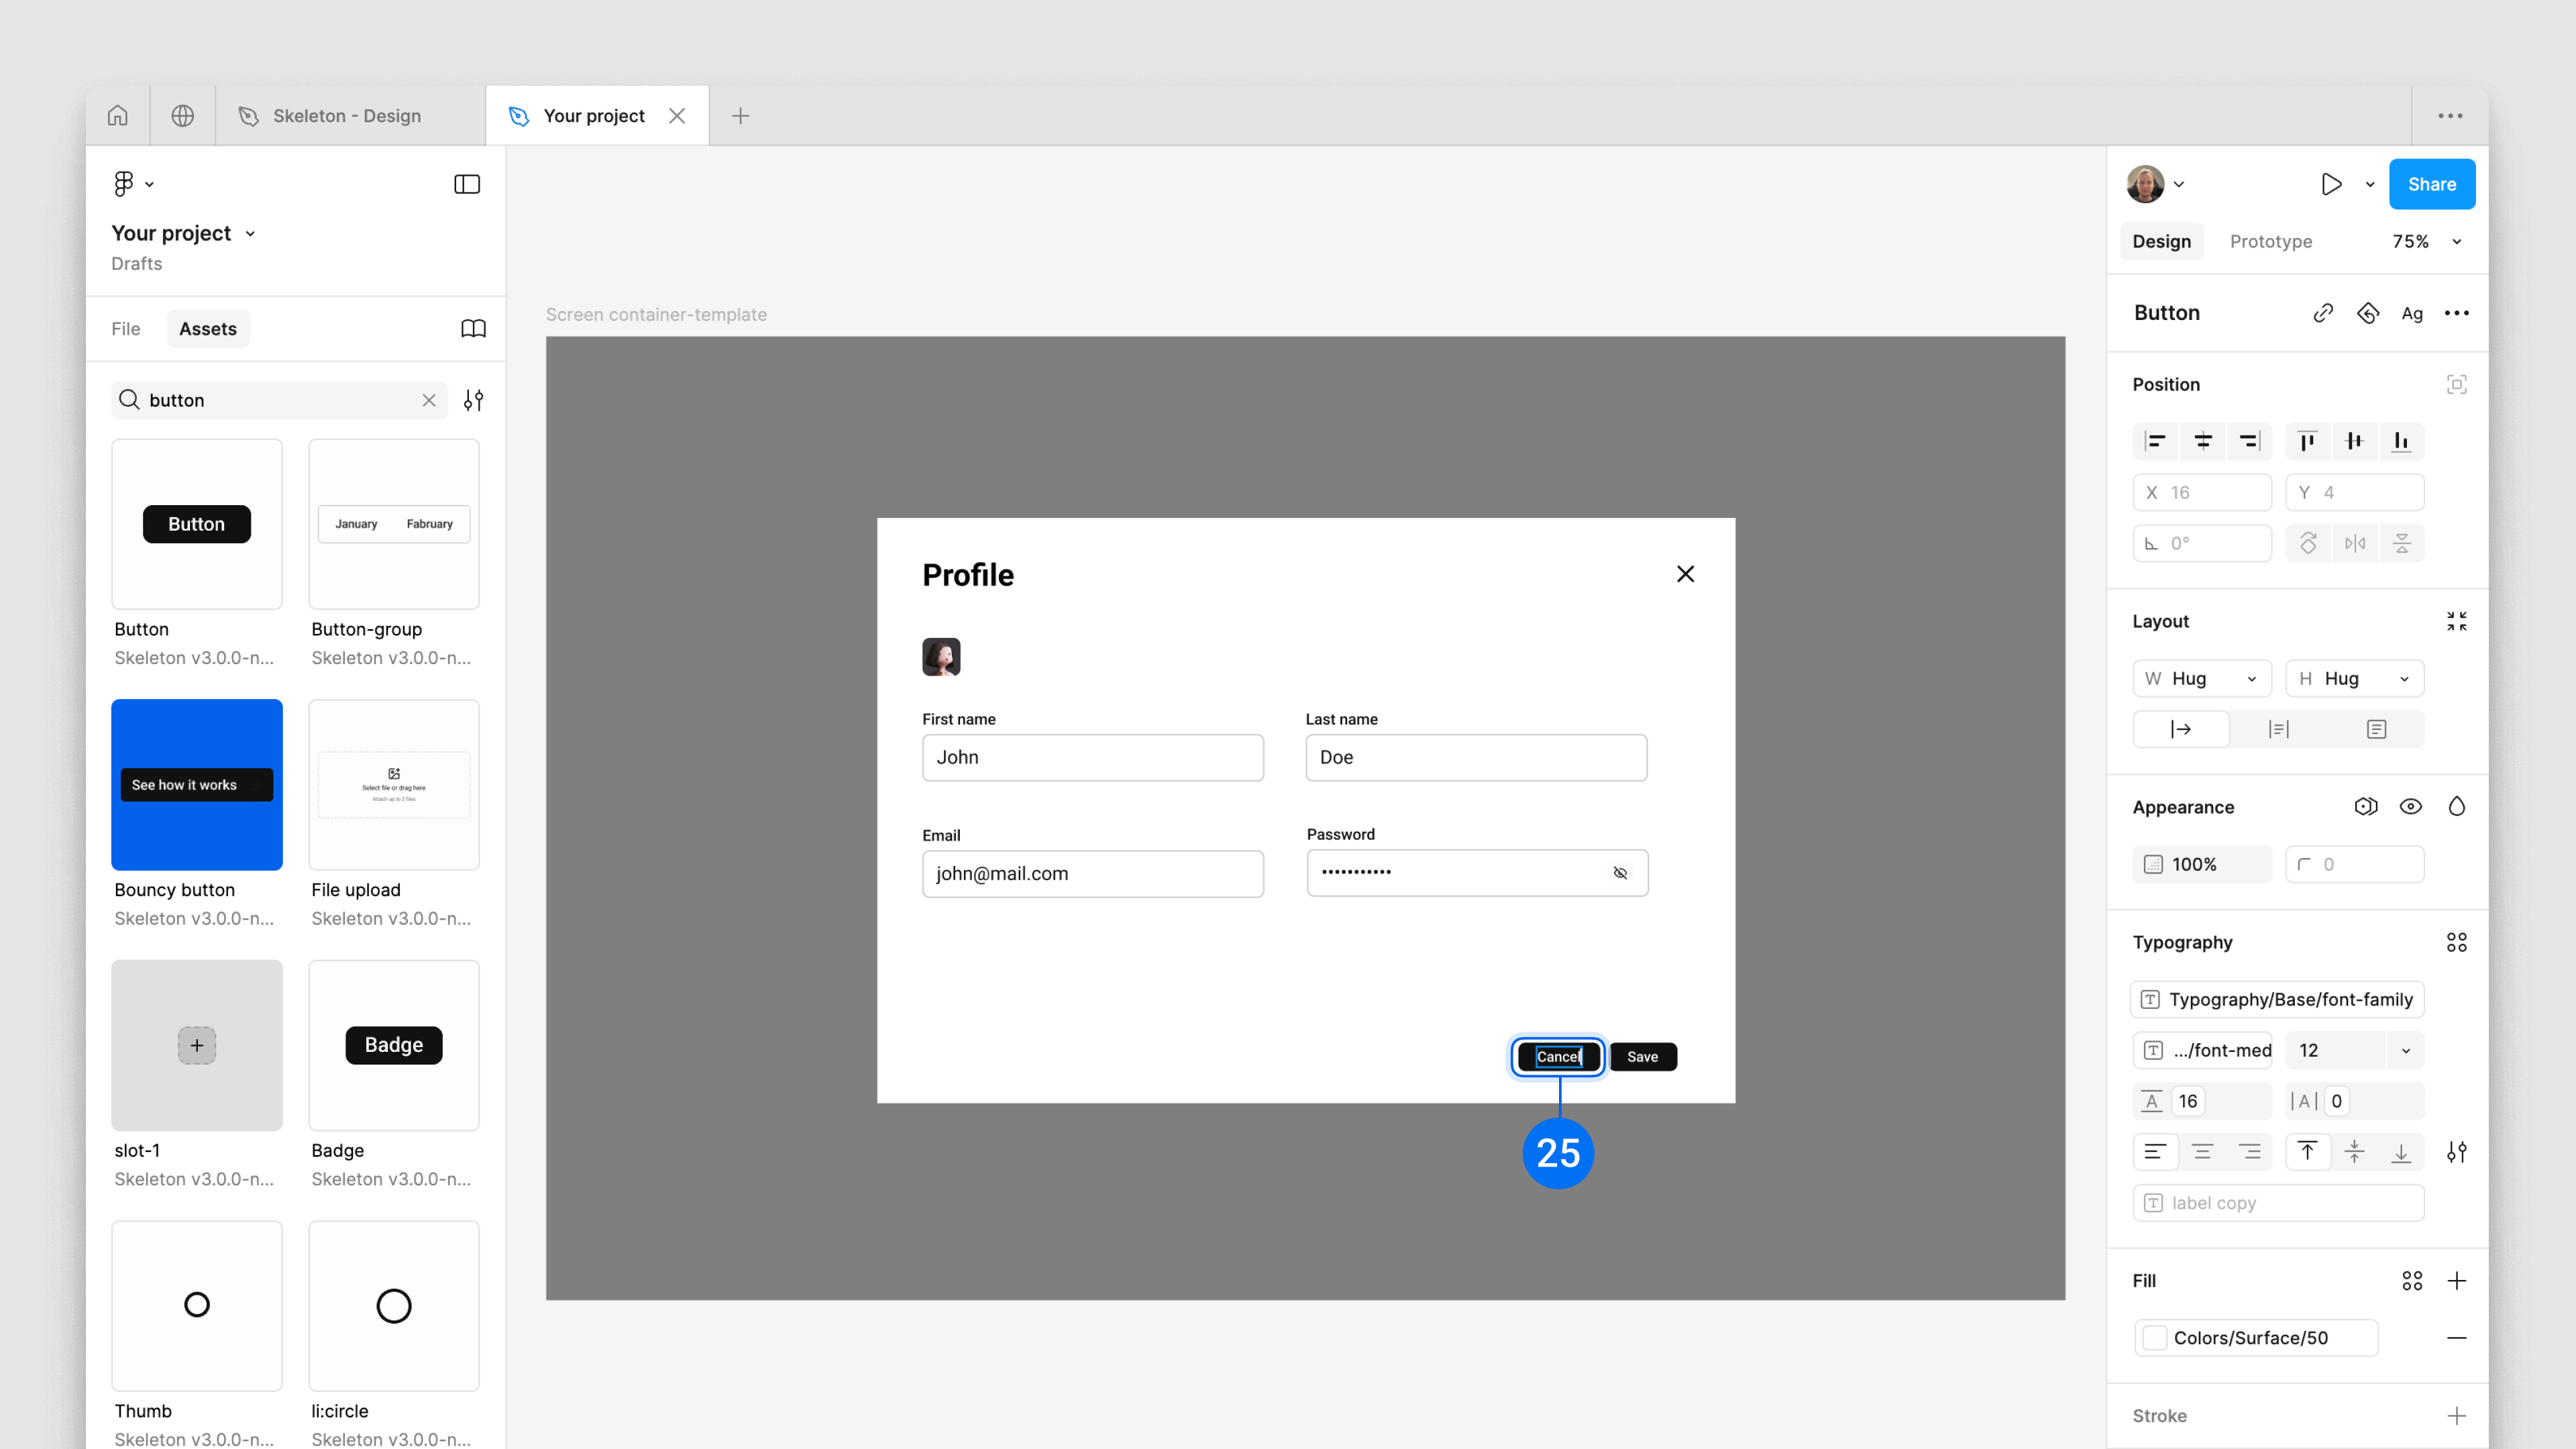 Skeleton - Design
Your project
Your project
Drafts
File
Assets
button
Button
January
Fabruary
Button
Skeleton v3.0.0-n...
Button-group
Skeleton v3.0.0-n...
See how it works
Select file or drag here
Attach up to 2 files
Bouncy button
Skeleton v3.0.0-n...
File upload
Skeleton v3.0.0-n...
Badge
slot-1
Skeleton v3.0.0-n...
Badge
Skeleton v3.0.0-n...
Thumb
Skeleton v3.0.0-n...
li:circle
Skeleton v3.0.0-n...
Screen container-template
Profile
First name
John
Last name
Doe
Email
john@mail.com
Password
Cancel
Save
25
Share
Design
Prototype
75%
Button
Ag
Position
X 16
Y 4
0°
Layout
W Hug
H Hug
Appearance
100%
0
Typography
Typography/Base/font-family
.../font-med
12
A 16
|A| 0
label copy
Fill
Colors/Surface/50
Stroke